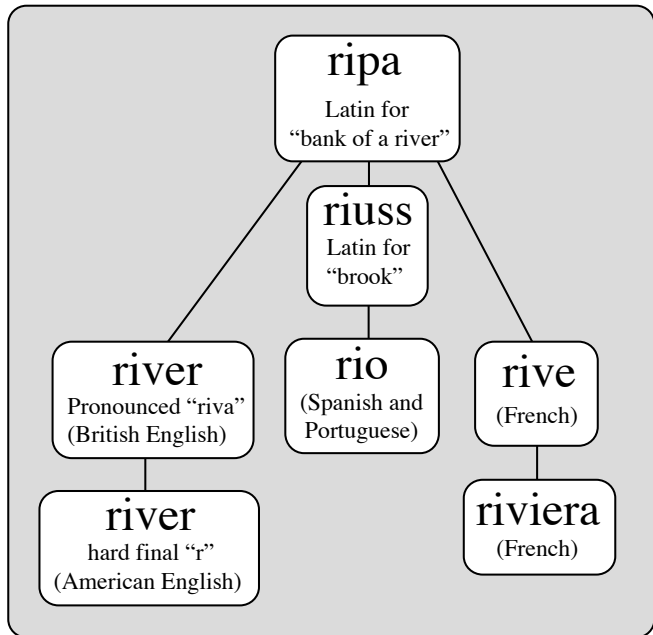 ripa
Latin for
“bank of a river”
riuss
Latin for
“brook”
river
Pronounced “riva”
(British English)
rio
(Spanish and
Portuguese)
rive
(French)
river
hard final “r”
(American English)
riviera
(French)